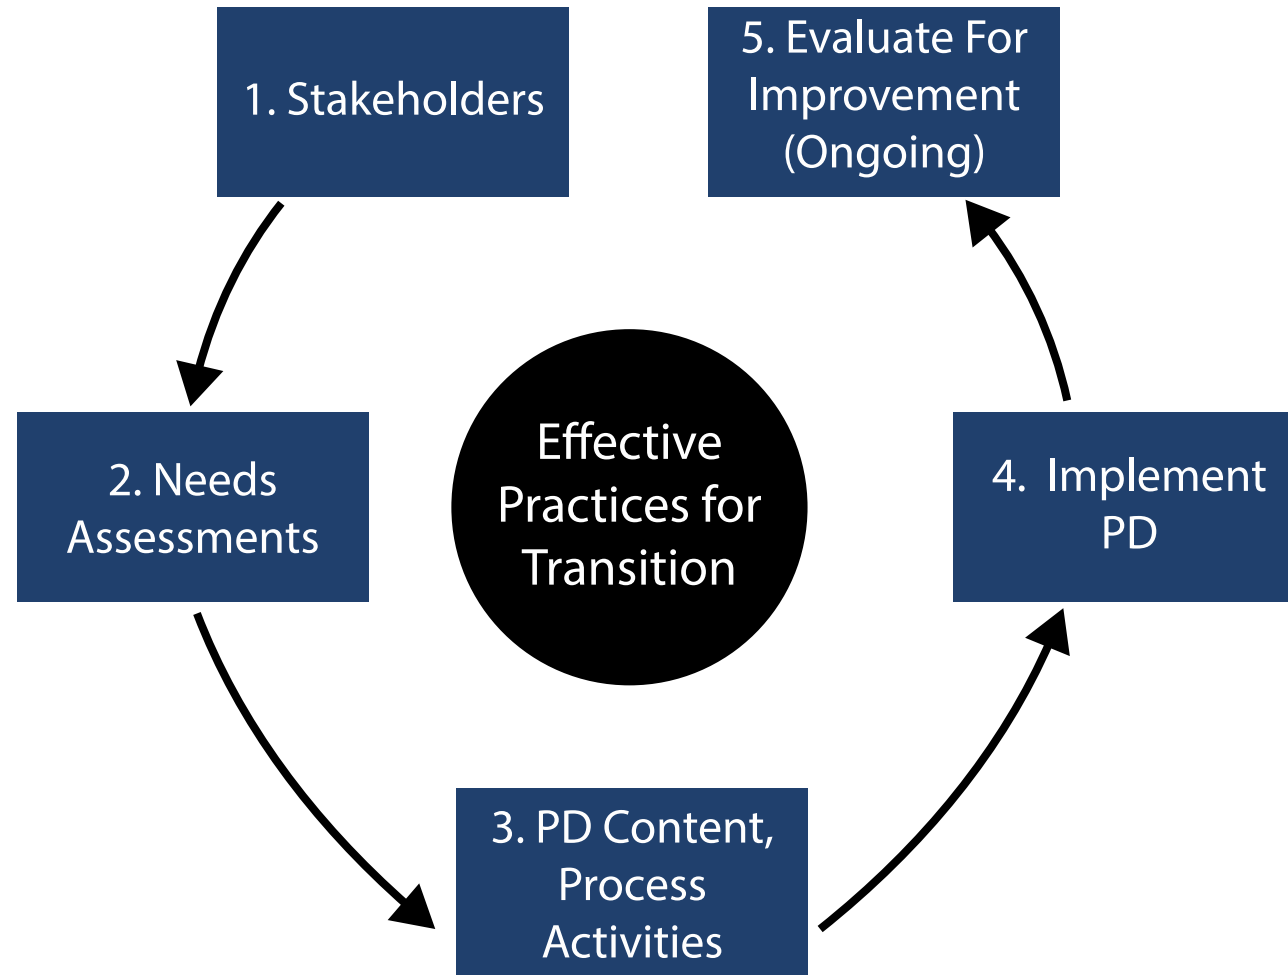 1. Stakeholders
5. Evaluate For
Improvement
(Ongoing)
2. Needs
Assessments
Effective
Practices for
Transition
4. Implement
PD
3. PD Content,
Process
Activities